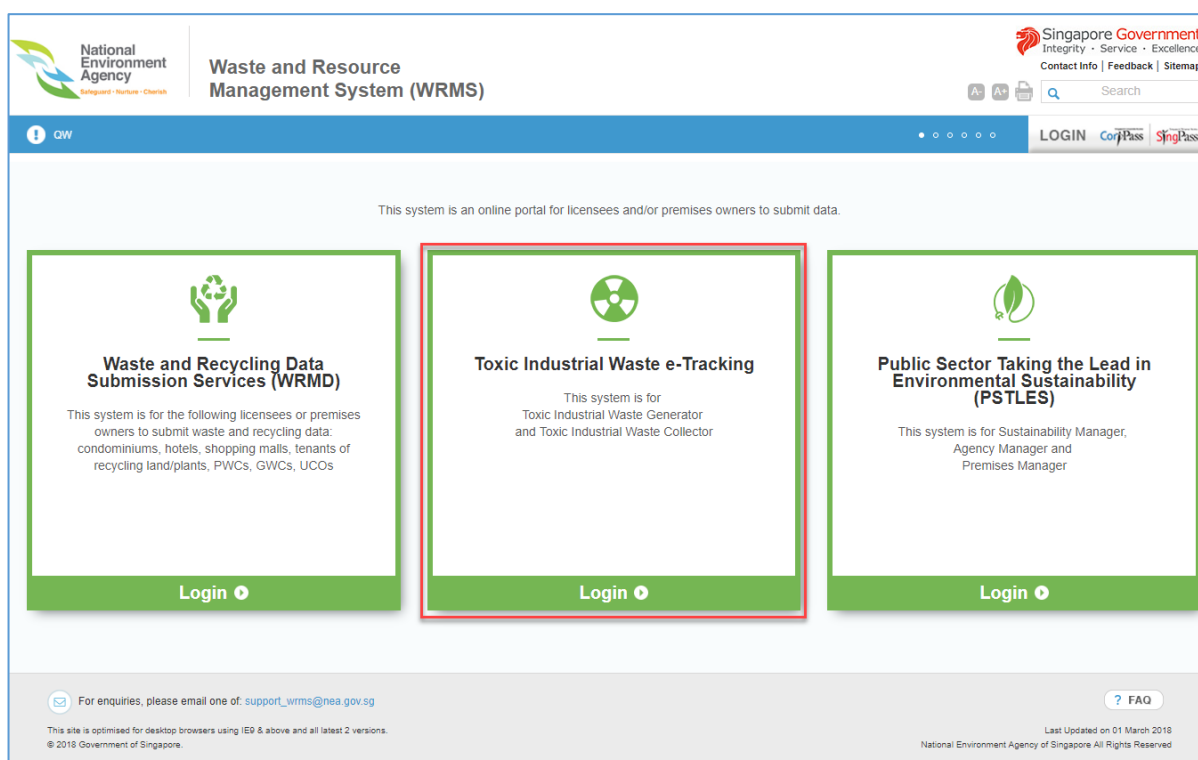 National
Environment
Agency
Safeguard · Nurture · Cherish
Waste and Resource
Management System (WRMS)
Singapore Government
Integrity · Service · Excellence
Contact Info | Feedback | Sitemap
A- A+ Search
QW
LOGIN CorpPass SingPass
This system is an online portal for licensees and/or premises owners to submit data.
Waste and Recycling Data
Submission Services (WRMD)
This system is for the following licensees or premises
owners to submit waste and recycling data:
condominiums, hotels, shopping malls, tenants of
recycling land/plants, PWCs, GWCs, UCOs
Login
Toxic Industrial Waste e-Tracking
This system is for
Toxic Industrial Waste Generator
and Toxic Industrial Waste Collector
Login
Public Sector Taking the Lead in
Environmental Sustainability
(PSTLES)
This system is for Sustainability Manager,
Agency Manager and
Premises Manager
Login
For enquiries, please email one of: support_wrms@nea.gov.sg
? FAQ
This site is optimised for desktop browsers using IE9 & above and all latest 2 versions.
© 2018 Government of Singapore.
Last Updated on 01 March 2018
National Environment Agency of Singapore All Rights Reserved